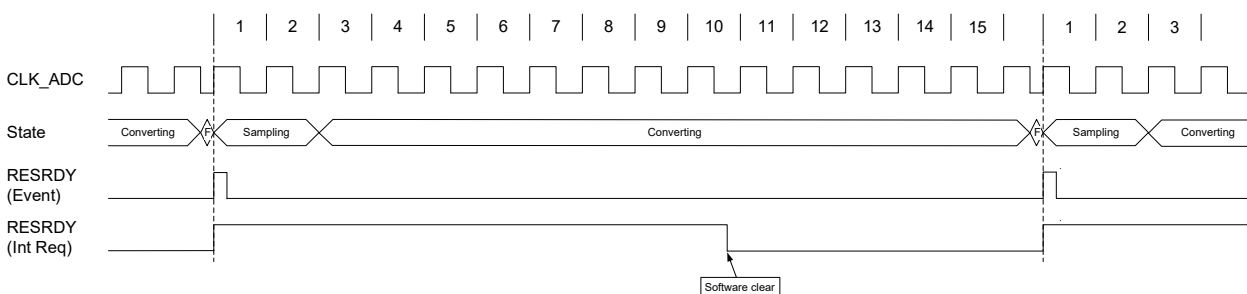 1 2 3 4 5 6 7 8 9 10 11 12 13 14 15 1 2 3
CLK_ADC
State Converting F Sampling Converting F Sampling Converting
RESRDY
(Event)
RESRDY
(Int Req)
Software clear